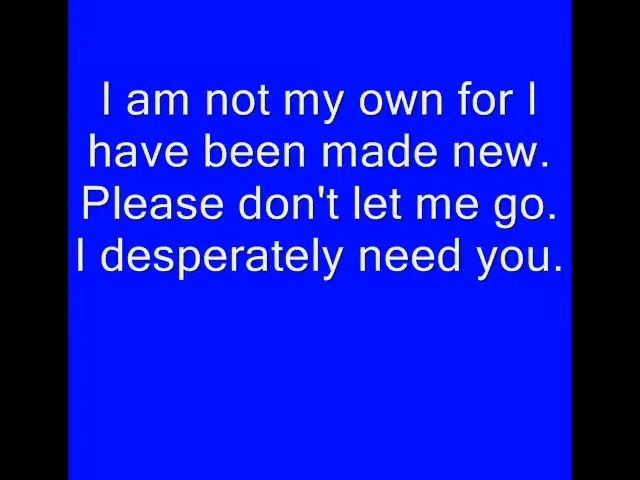 I am not my own for I
have been made new.
Please don't let me go.
I desperately need you.